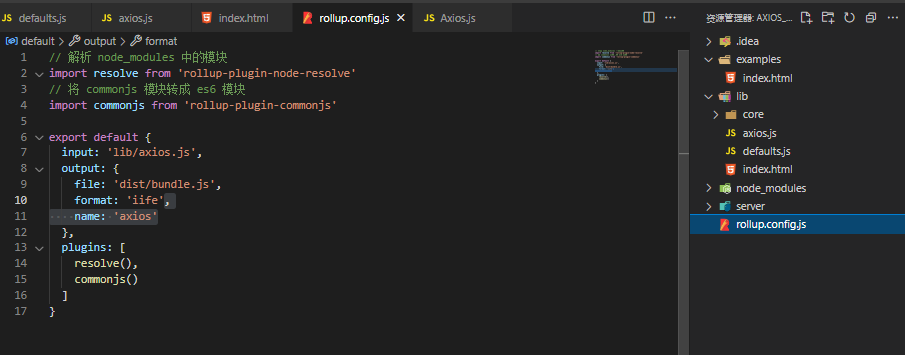 JS defaults.js
JS axios.js
index.html
rollup.config.js
JS Axios.js
default > output > format
1 // 解析 node_modules 中的模块
2 import resolve from 'rollup-plugin-node-resolve'
3 // 将 commonjs 模块转成 es6 模块
4 import commonjs from 'rollup-plugin-commonjs'
5
6 export default {
7 input: 'lib/axios.js',
8 output: {
9 file: 'dist/bundle.js',
10 format: 'iife',
11 name: 'axios'
12 },
13 plugins: [
14 resolve(),
15 commonjs()
16 ]
17 }
资源管理器: AXIOS_...
.idea
examples
index.html
lib
core
JS axios.js
JS defaults.js
index.html
node_modules
server
rollup.config.js